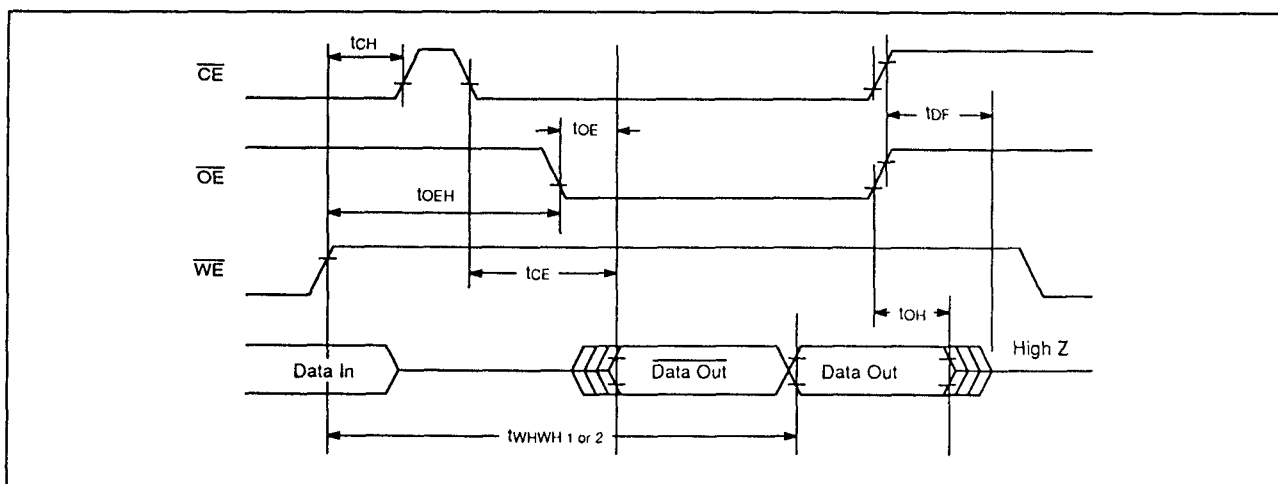 tCH
CE
tDF
tOE
OE
tOEH
WE
tCE
tOH
High Z
Data In
Data Out
Data Out
tWHWH 1 or 2